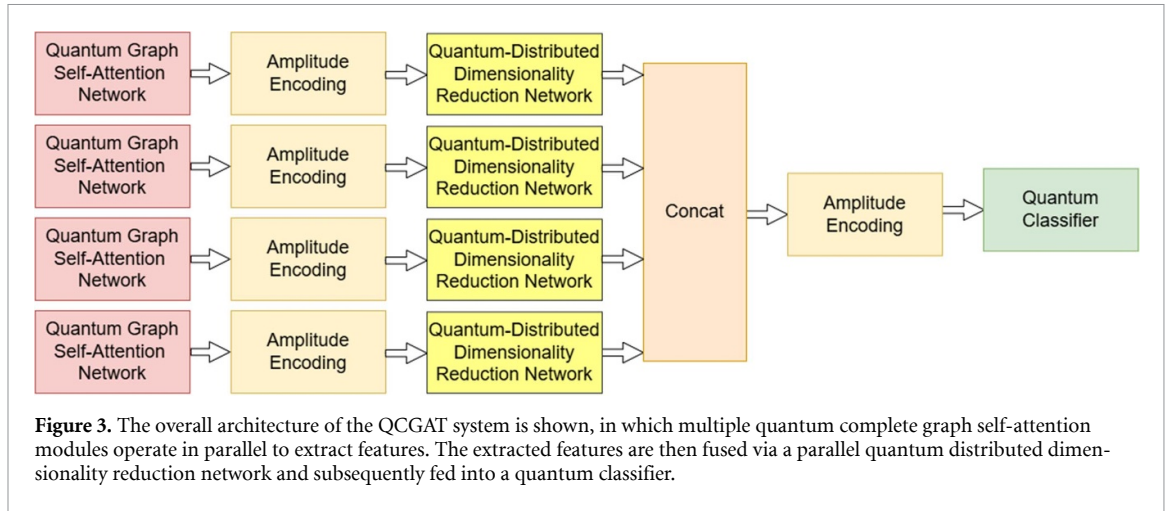 Quantum Graph
Self-Attention
Network
Amplitude
Encoding
Quantum-Distributed
Dimensionality
Reduction Network
Quantum Graph
Self-Attention
Network
Amplitude
Encoding
Quantum-Distributed
Dimensionality
Reduction Network
Quantum Graph
Self-Attention
Network
Amplitude
Encoding
Quantum-Distributed
Dimensionality
Reduction Network
Quantum Graph
Self-Attention
Network
Amplitude
Encoding
Quantum-Distributed
Dimensionality
Reduction Network
Concat
Amplitude
Encoding
Quantum
Classifier
Figure 3. The overall architecture of the QCGAT system is shown, in which multiple quantum complete graph self-attention
modules operate in parallel to extract features. The extracted features are then fused via a parallel quantum distributed dimen-
sionality reduction network and subsequently fed into a quantum classifier.